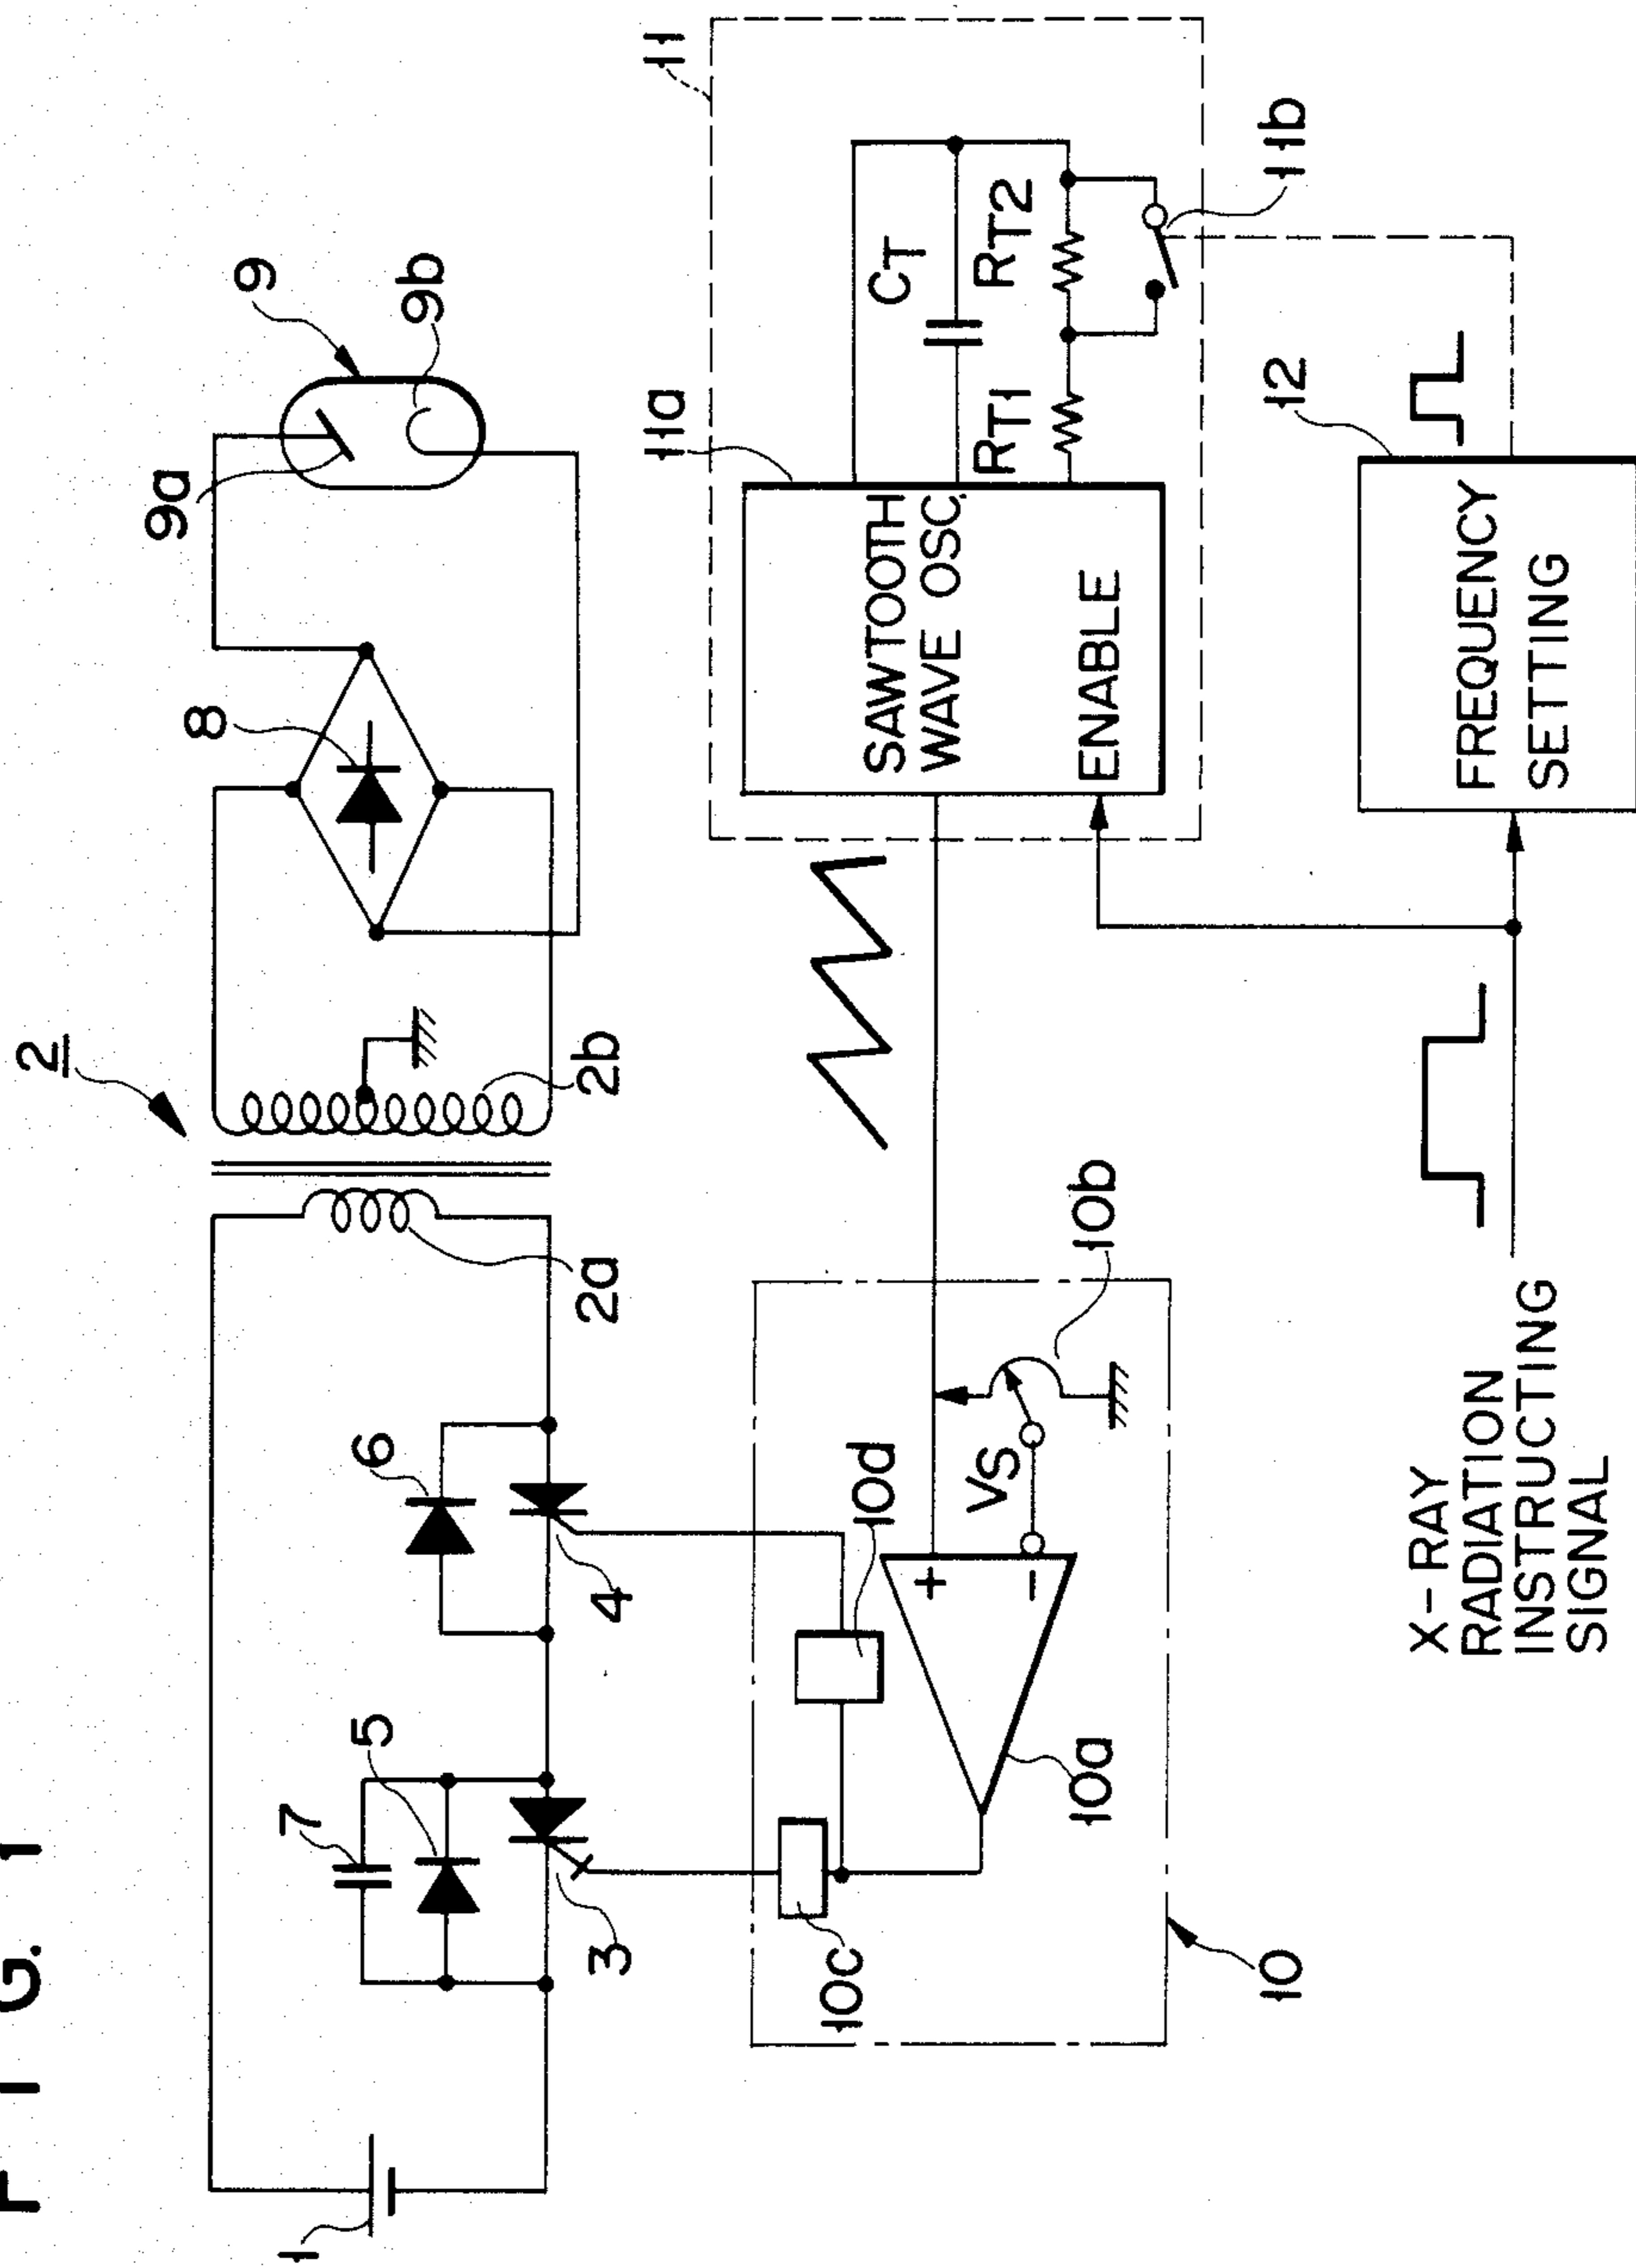 FIG. 1
2
9
9a
9b
8
2b
2a
6
4
7
5
3
1
11
11a
11b
SAWTOOTH
WAVE OSC.
ENABLE
CT
RT1
RT2
12
FREQUENCY
SETTING
10
10a
10b
10c
10d
+
-
VS
X-RAY
RADIATION
INSTRUCTING
SIGNAL